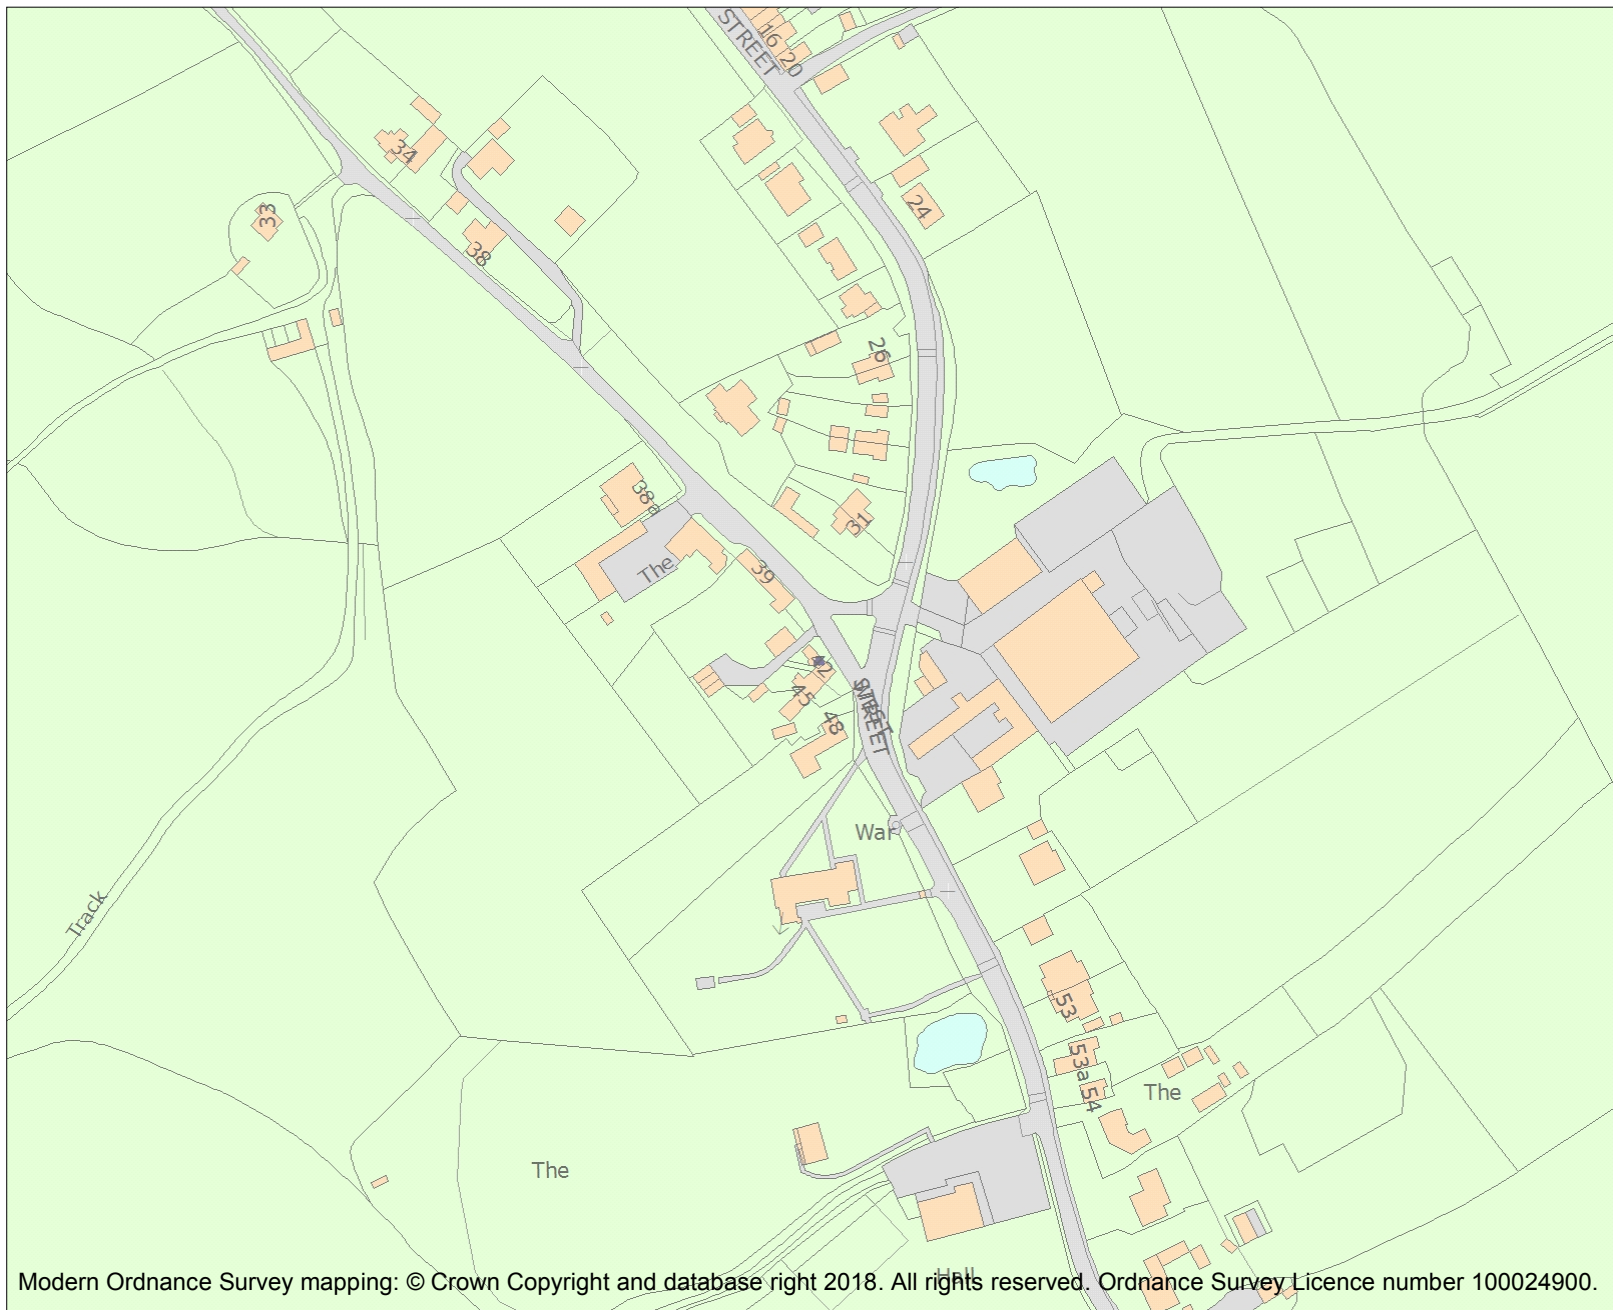 STREET
16
20
34
24
33
38
26
38a
31
The
39
42
45
48
WEST
STREET
War
Track
53
53a
54
The
The
Hall
Modern Ordnance Survey mapping: © Crown Copyright and database right 2018. All rights reserved. Ordnance Survey Licence number 100024900.